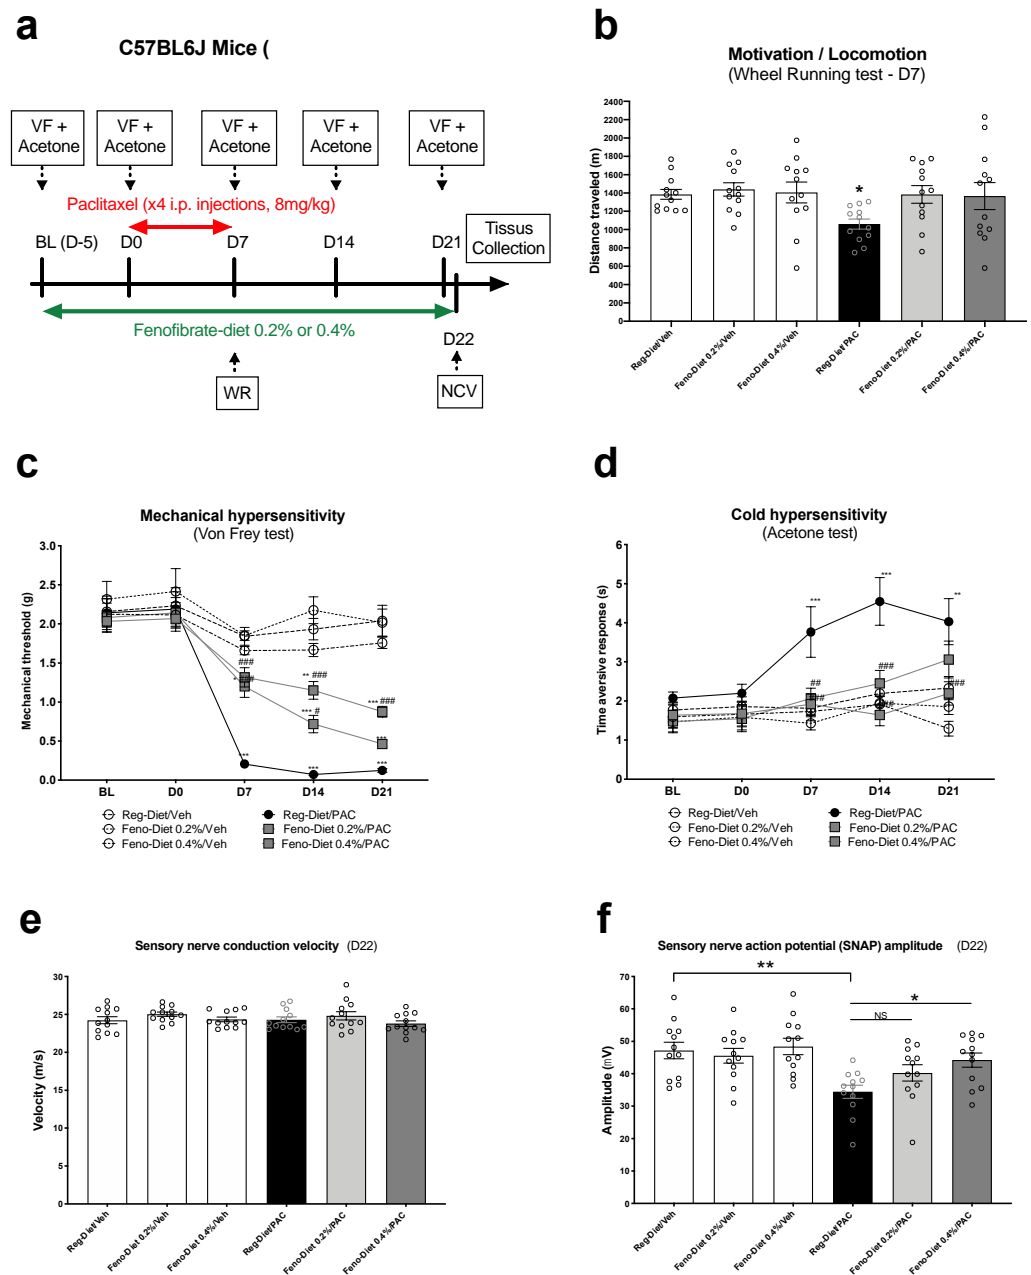 a
C57BL6J Mice (
VF +
Acetone
VF +
Acetone
VF +
Acetone
VF +
Acetone
VF +
Acetone
Paclitaxel (x4 i.p. injections, 8mg/kg)
BL (D-5)
D0
D7
D14
D21
Tissus
Collection
Fenofibrate-diet 0.2% or 0.4%
D22
WR
NCV
b
Motivation / Locomotion
(Wheel Running test - D7)
Distance traveled (m)
2400
2200
2000
1800
1600
1400
1200
1000
800
600
400
200
0
*
Reg-Diet/Veh
Feno-Diet 0.2%/Veh
Feno-Diet 0.4%/Veh
Reg-Diet/PAC
Feno-Diet 0.2%/PAC
Feno-Diet 0.4%/PAC
c
Mechanical hypersensitivity
(Von Frey test)
Mechanical threshold (g)
3.0
2.5
2.0
1.5
1.0
0.5
0.0
###
** ###
*** ###
*** #
***
***
***
***
BL
D0
D7
D14
D21
Reg-Diet/Veh
Feno-Diet 0.2%/Veh
Feno-Diet 0.4%/Veh
Reg-Diet/PAC
Feno-Diet 0.2%/PAC
Feno-Diet 0.4%/PAC
d
Cold hypersensitivity
(Acetone test)
Time aversive response (s)
6
5
4
3
2
1
0
***
***
**
##
###
###
BL
D0
D7
D14
D21
Reg-Diet/Veh
Feno-Diet 0.2%/Veh
Feno-Diet 0.4%/Veh
Reg-Diet/PAC
Feno-Diet 0.2%/PAC
Feno-Diet 0.4%/PAC
e
Sensory nerve conduction velocity (D22)
Velocity (m/s)
30
25
20
15
10
5
0
Reg-Diet/Veh
Feno-Diet 0.2%/Veh
Feno-Diet 0.4%/Veh
Reg-Diet/PAC
Feno-Diet 0.2%/PAC
Feno-Diet 0.4%/PAC
f
Sensory nerve action potential (SNAP) amplitude (D22)
Amplitude (mV)
70
60
50
40
30
20
10
0
**
*
NS
Reg-Diet/Veh
Feno-Diet 0.2%/Veh
Feno-Diet 0.4%/Veh
Reg-Diet/PAC
Feno-Diet 0.2%/PAC
Feno-Diet 0.4%/PAC